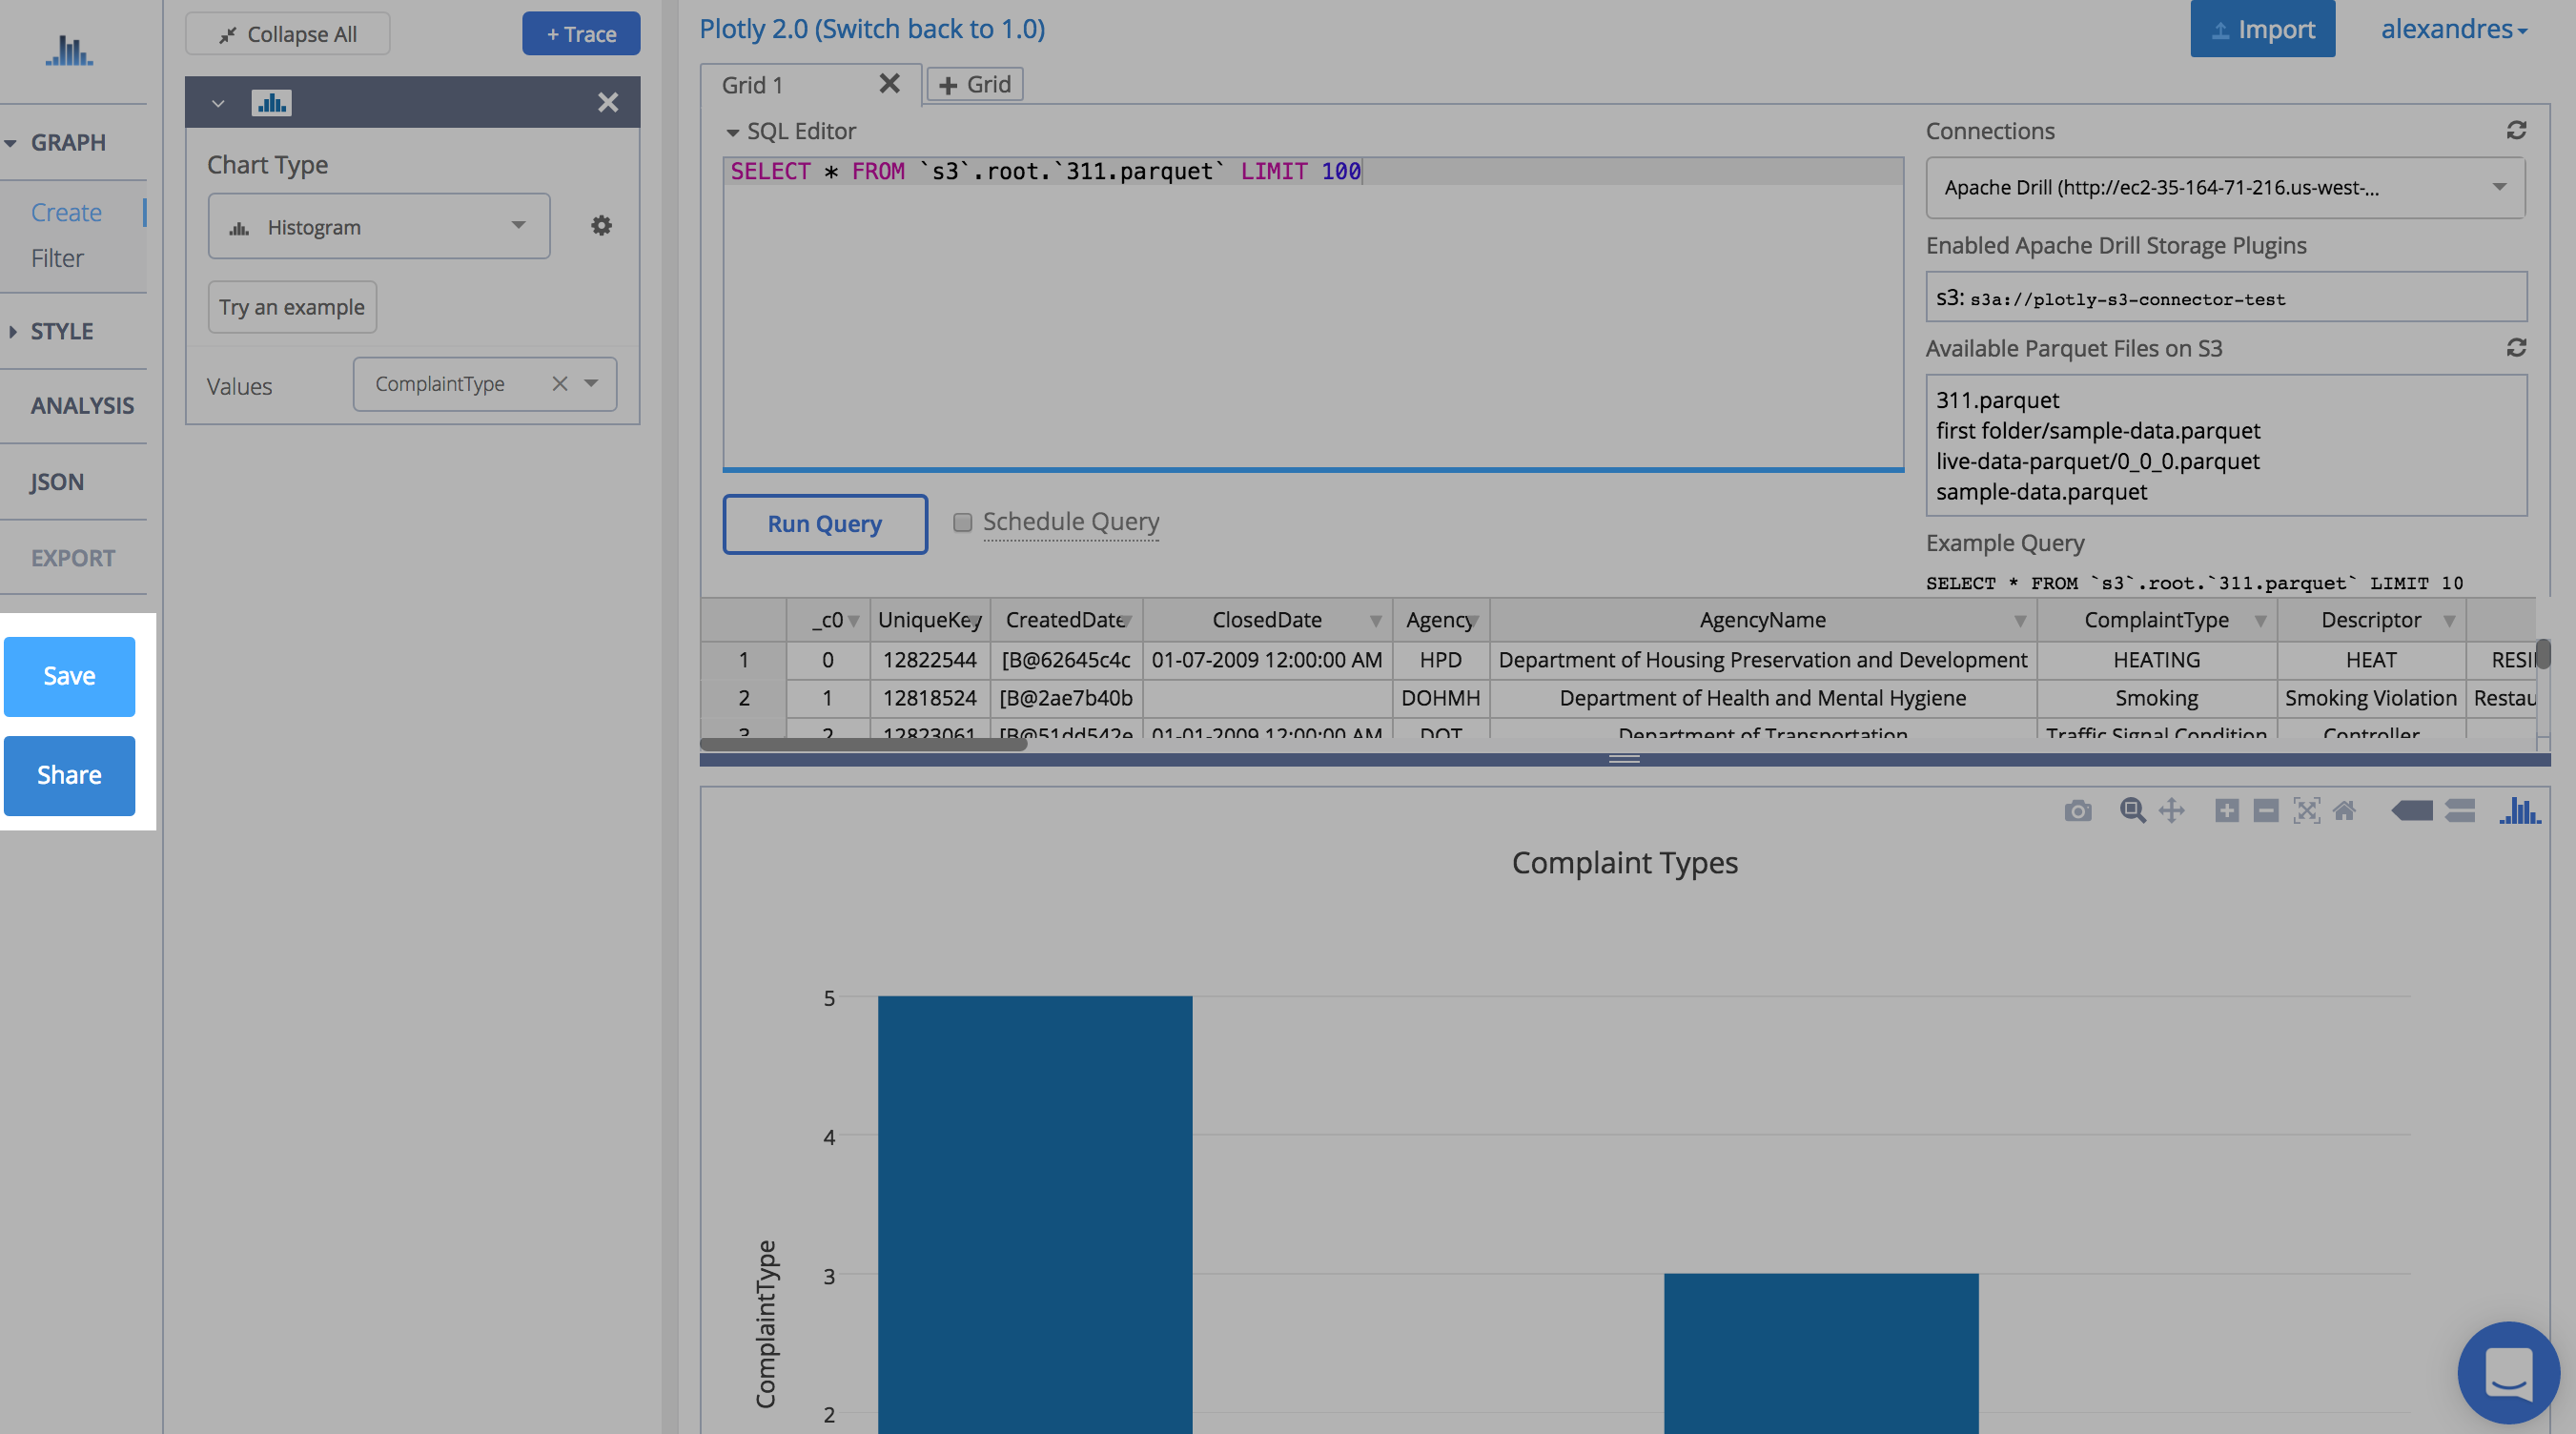 GRAPH
Create
Filter
STYLE
ANALYSIS
JSON
EXPORT
Save
Share
Collapse All
+ Trace
Chart Type
Histogram
Try an example
Values ComplaintType
Plotly 2.0 (Switch back to 1.0)
Import
alexandres
Grid 1
Grid
SQL Editor
SELECT * FROM `s3`.root.`311.parquet` LIMIT 100
Run Query
Schedule Query
Connections
Apache Drill (http://ec2-35-164-71-216.us-west-...
Enabled Apache Drill Storage Plugins
s3: s3a://plotly-s3-connector-test
Available Parquet Files on S3
311.parquet
first folder/sample-data.parquet
live-data-parquet/0_0_0.parquet
sample-data.parquet
Example Query
SELECT * FROM `s3`.root.`311.parquet` LIMIT 10
_c0 UniqueKey CreatedDate ClosedDate Agency AgencyName ComplaintType Descriptor
1 0 12822544 [B@62645c4c 01-07-2009 12:00:00 AM HPD Department of Housing Preservation and Development HEATING HEAT RESI
2 1 12818524 [B@2ae7b40b DOHMH Department of Health and Mental Hygiene Smoking Smoking Violation Restau
3 2 12823061 [B@51dd542e 01-01-2009 12:00:00 AM DOT Department of Transportation Traffic Signal Condition Controller
Complaint Types
5
4
3
2
ComplaintType